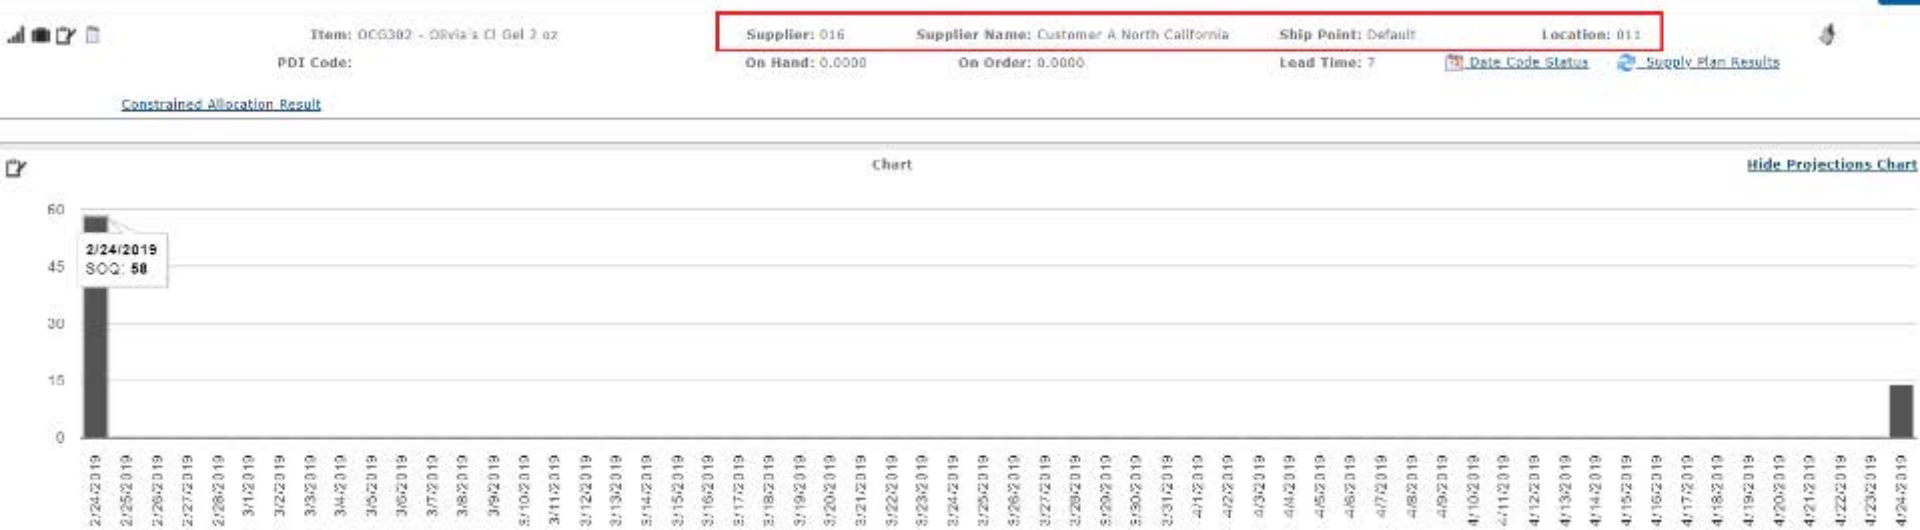 Item: OCG302 - Olivia's Cl Gel 2 oz Supplier: 016 Supplier Name: Customer A North California Ship Point: Default Location: 011
PDI Code: On Hand: 0.0000 On Order: 0.0000 Lead Time: 7 Date Code Status Supply Plan Results
Constrained Allocation Result
Chart Hide Projections Chart
60
2/24/2019
45
SOQ: 58
30
15
0
2/24/2019 2/25/2019 2/26/2019 2/27/2019 2/28/2019 3/1/2019 3/2/2019 3/3/2019 3/4/2019 3/5/2019 3/6/2019 3/7/2019 3/8/2019 3/9/2019 3/10/2019 3/11/2019 3/12/2019 3/13/2019 3/14/2019 3/15/2019 3/16/2019 3/17/2019 3/18/2019 3/19/2019 3/20/2019 3/21/2019 3/22/2019 3/23/2019 3/24/2019 3/25/2019 3/26/2019 3/27/2019 3/28/2019 3/29/2019 3/30/2019 3/31/2019 4/1/2019 4/2/2019 4/3/2019 4/4/2019 4/5/2019 4/6/2019 4/7/2019 4/8/2019 4/9/2019 4/10/2019 4/11/2019 4/12/2019 4/13/2019 4/14/2019 4/15/2019 4/16/2019 4/17/2019 4/18/2019 4/19/2019 4/20/2019 4/21/2019 4/22/2019 4/23/2019 4/24/2019